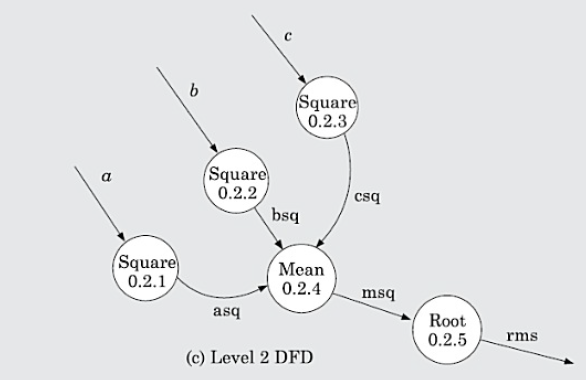 c
Square
0.2.3
b
Square
0.2.2
csq
bsq
a
Square
0.2.1
Mean
0.2.4
asq
msq
Root
0.2.5
rms
(c) Level 2 DFD